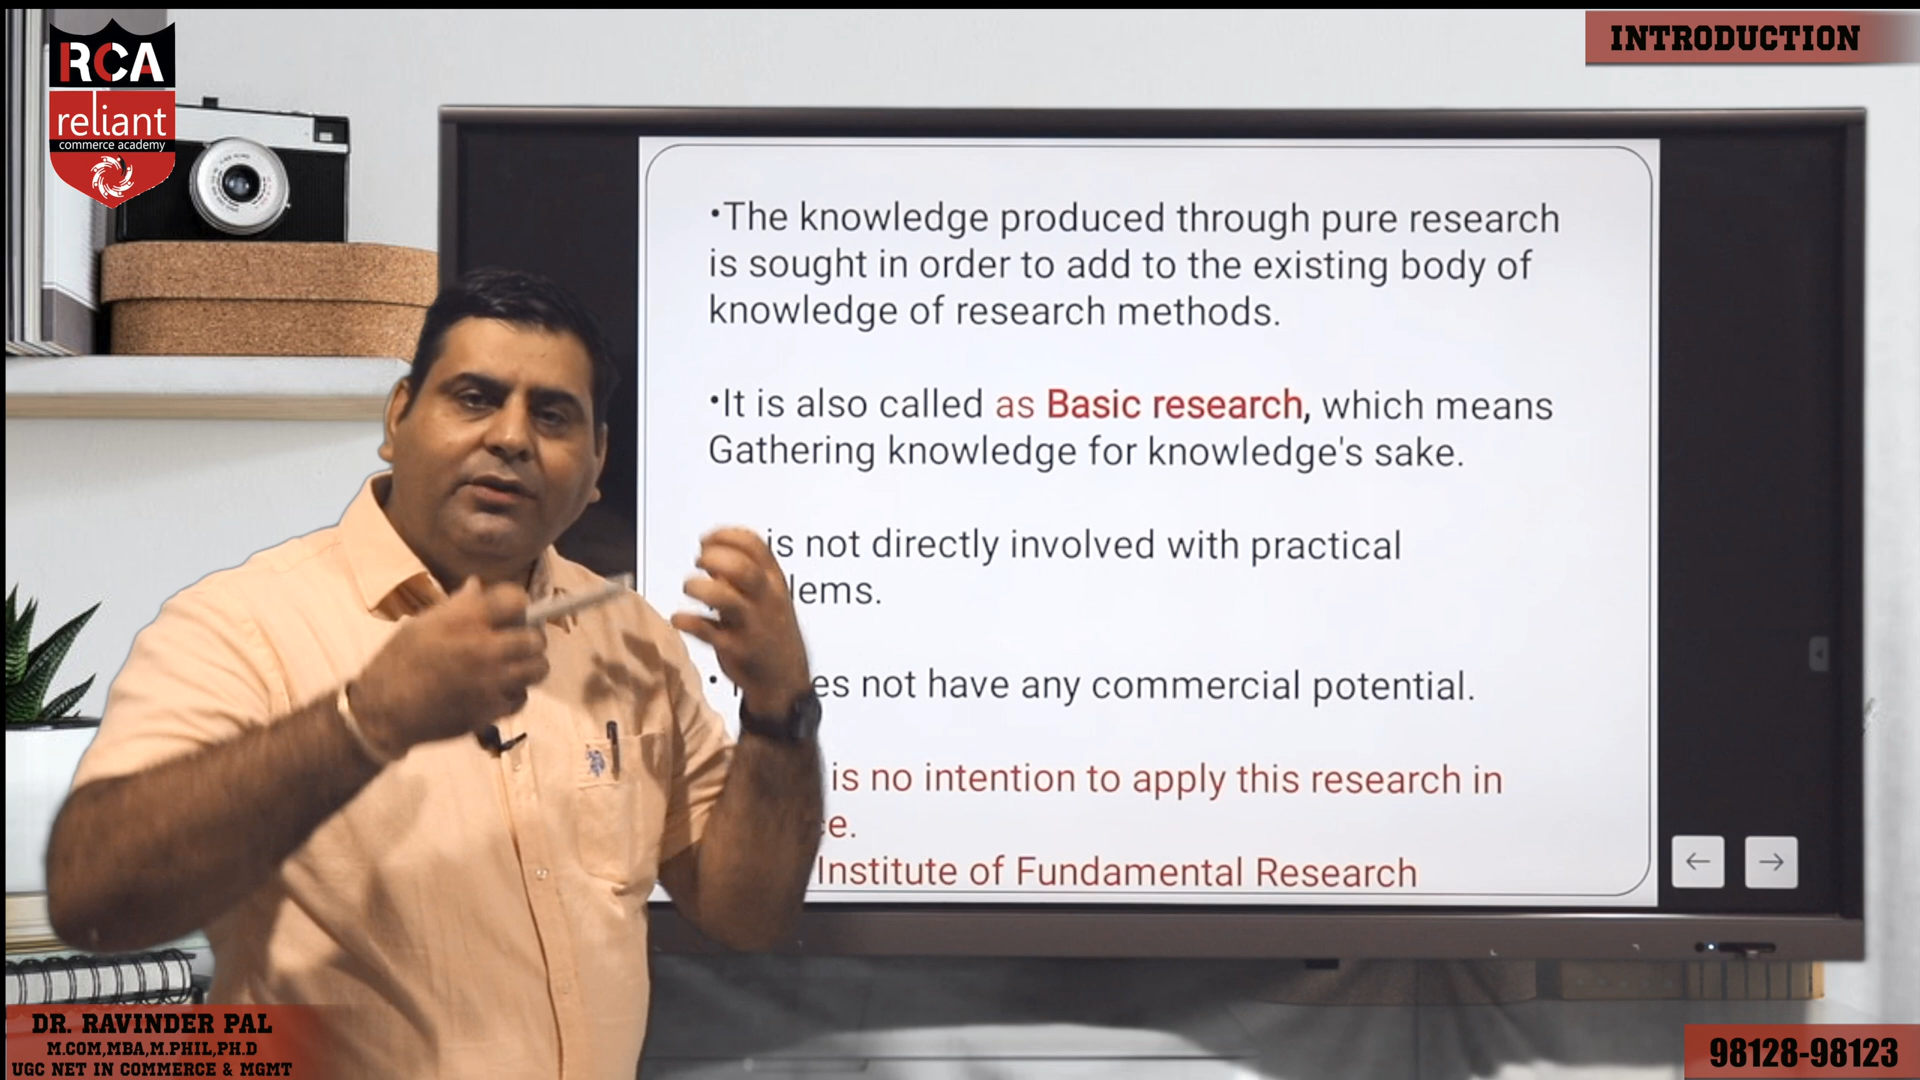 RCA
reliant
commerce academy
INTRODUCTION
•The knowledge produced through pure research
is sought in order to add to the existing body of
knowledge of research methods.
•It is also called as Basic research, which means
Gathering knowledge for knowledge's sake.
is not directly involved with practical
lems.
• es not have any commercial potential.
is no intention to apply this research in
e.
Institute of Fundamental Research
DR. RAVINDER PAL
M.COM,MBA,M.PHIL,PH.D
UGC NET IN COMMERCE & MGMT
98128-98123